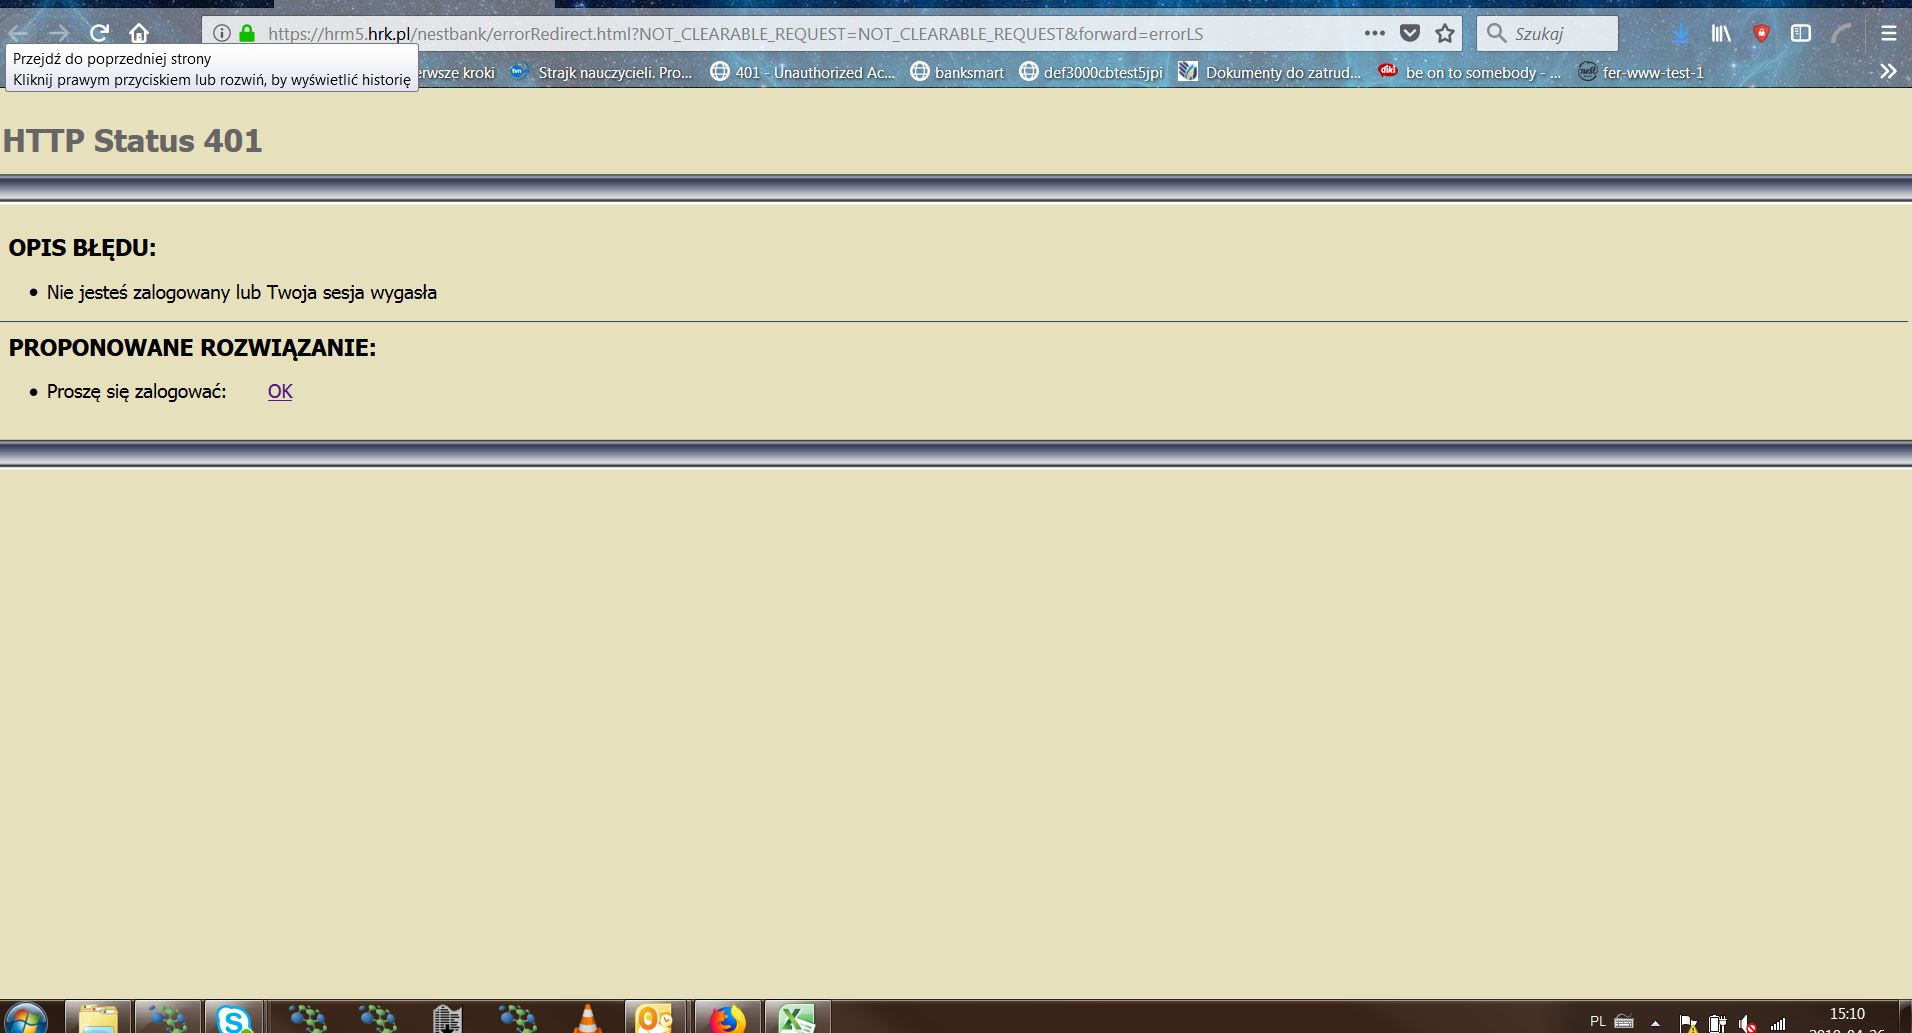 https://hrm5.hrk.pl/nestbank/errorRedirect.html?NOT_CLEARABLE_REQUEST=NOT_CLEARABLE_REQUEST&forward=errorLS
Szukaj
Przejdź do poprzedniej strony
Kliknij prawym przyciskiem lub rozwiń, by wyświetlić historię
erwsze kroki
tvn
Strajk nauczycieli. Pro...
401 - Unauthorized Ac...
banksmart
def3000cbtest5jpi
Dokumenty do zatrud...
diki
be on to somebody - ...
nest
fer-www-test-1
HTTP Status 401
OPIS BŁĘDU:
• Nie jesteś zalogowany lub Twoja sesja wygasła
PROPONOWANE ROZWIĄZANIE:
• Proszę się zalogować: OK
PL
15:10